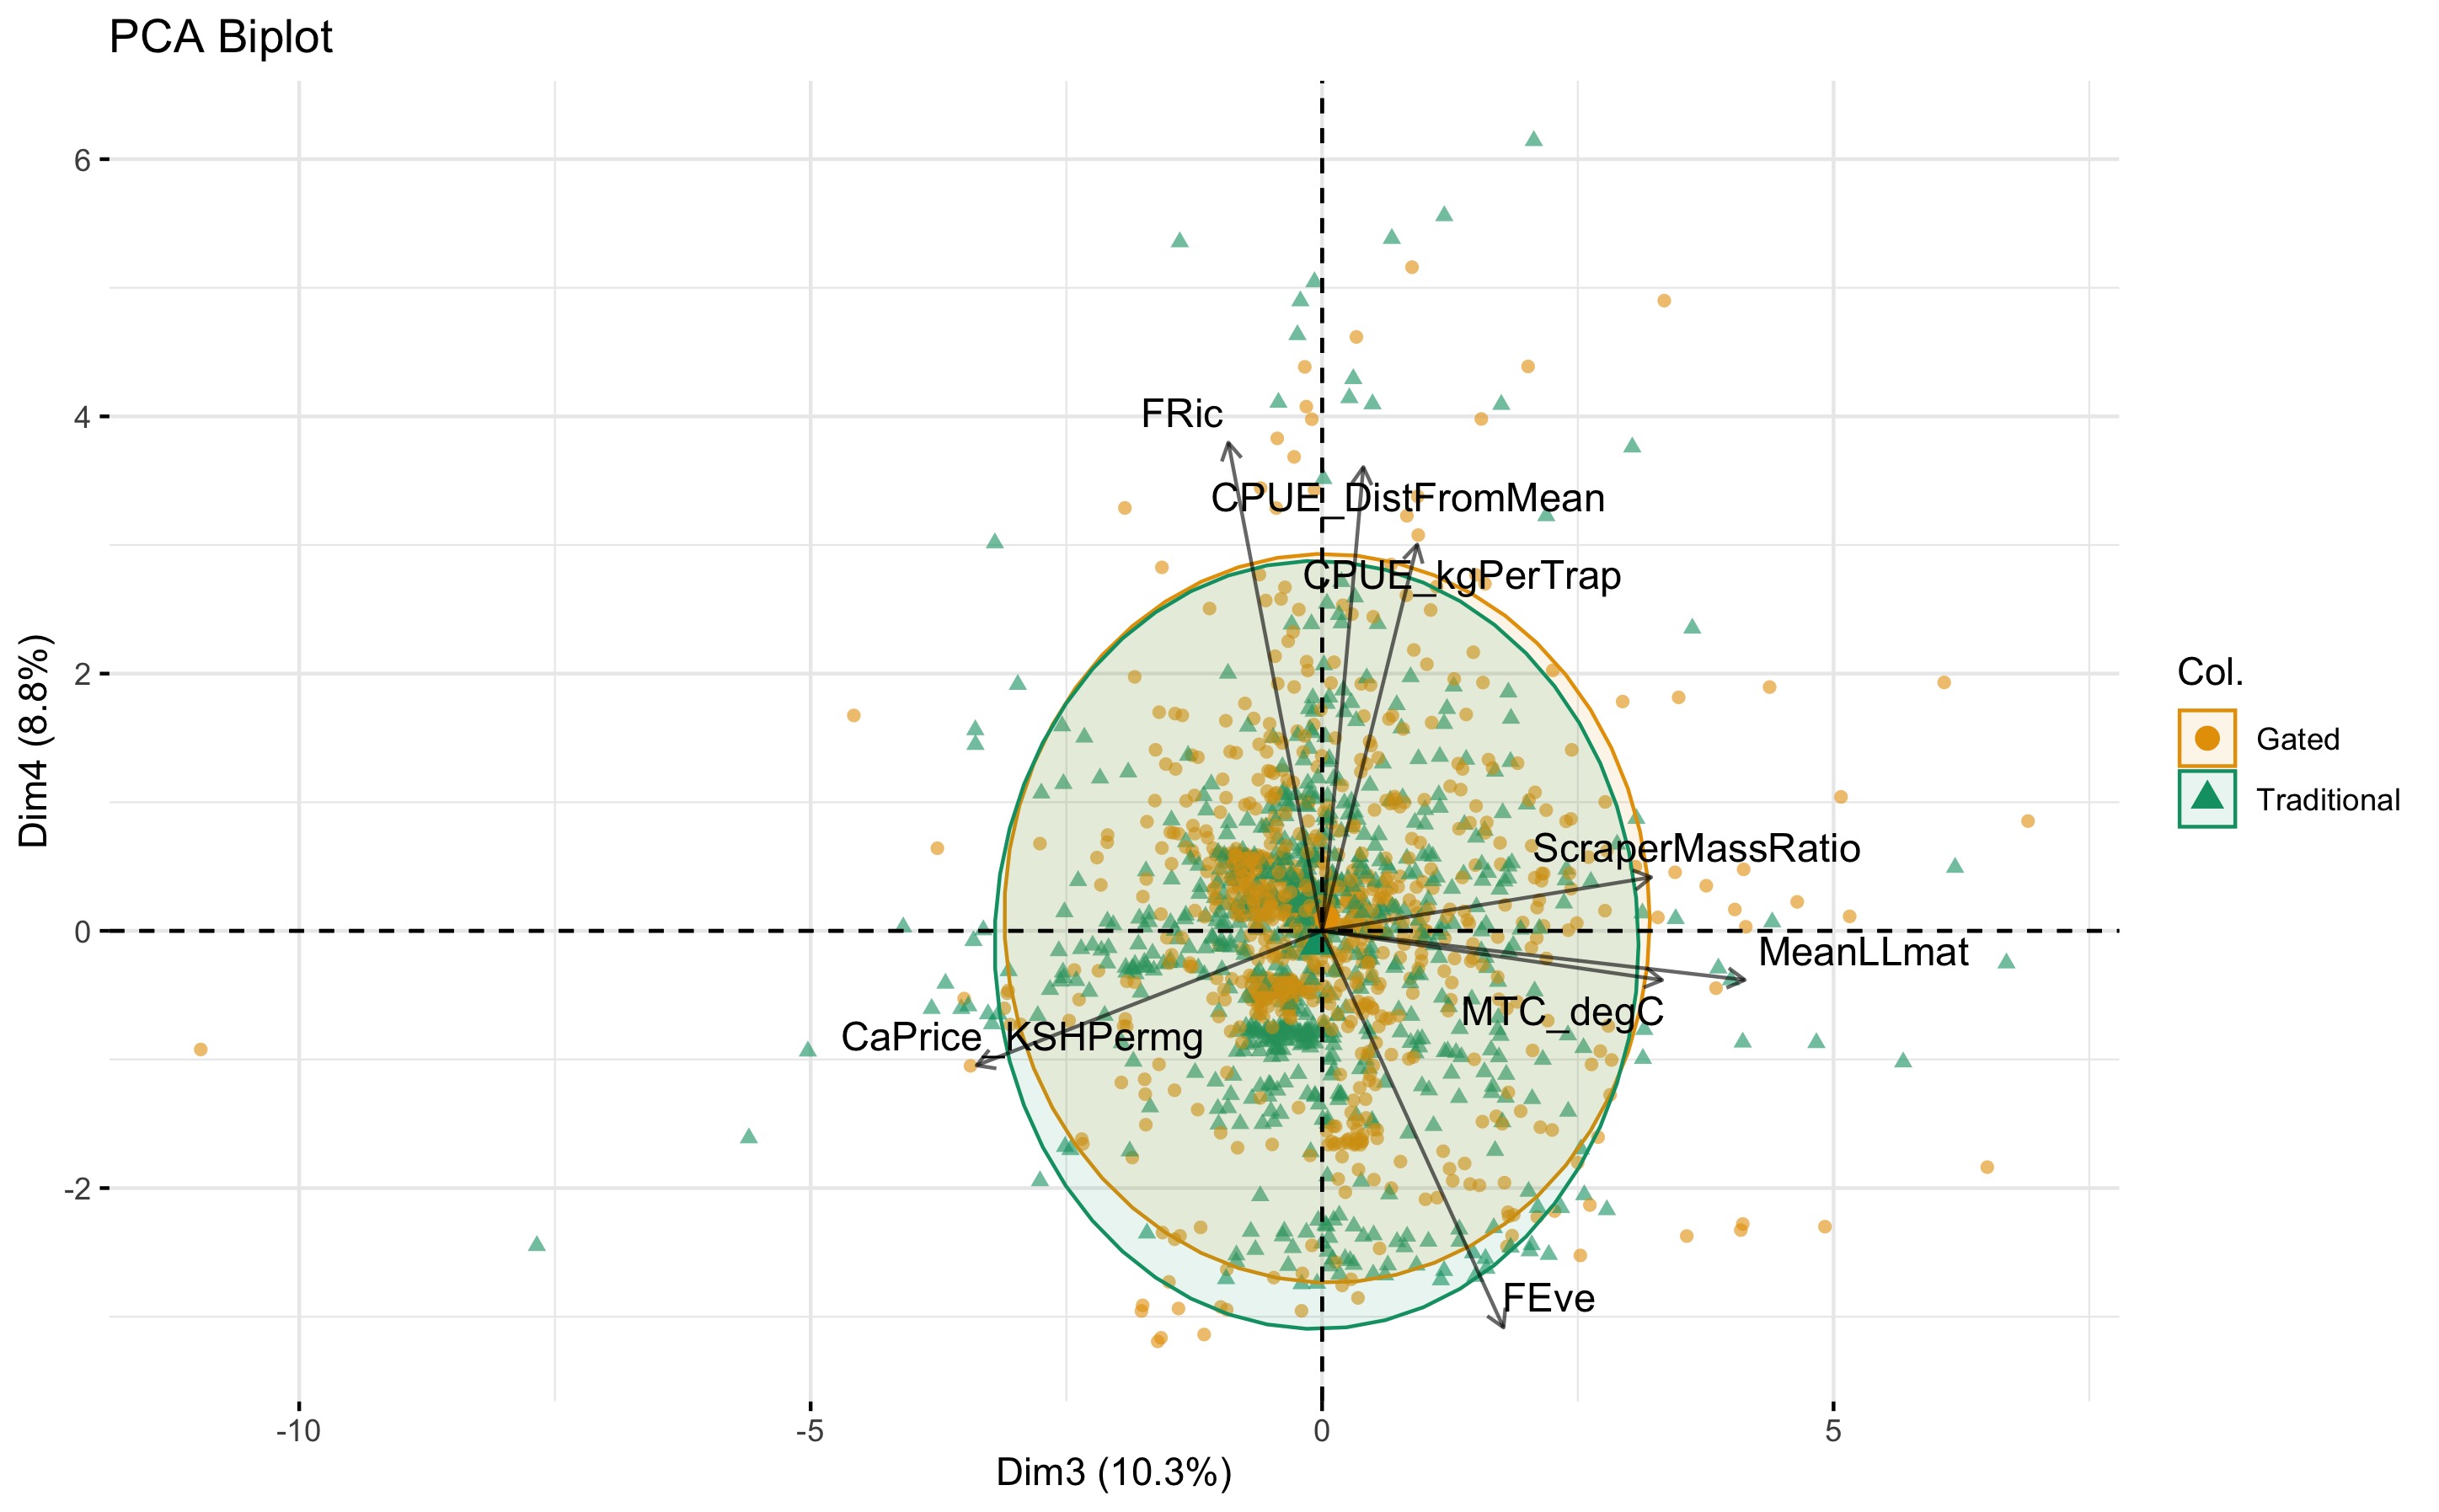 PCA Biplot
6
4
2
0
-2
-10
-5
0
5
Dim4 (8.8%)
Dim3 (10.3%)
FRic
CPUE_DistFromMean
CPUE_kgPerTrap
ScraperMassRatio
MeanLLmat
MTC_degC
CaPrice_KSHPermg
FEve
Col.
Gated
Traditional